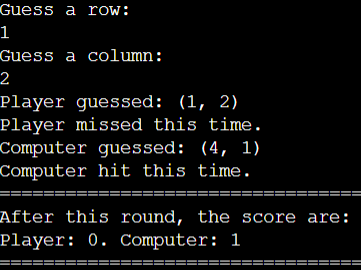 Guess a row:
1
Guess a column:
2
Player guessed: (1, 2)
Player missed this time.
Computer guessed: (4, 1)
Computer hit this time.
===================================
After this round, the score are:
Player: 0. Computer: 1
===================================